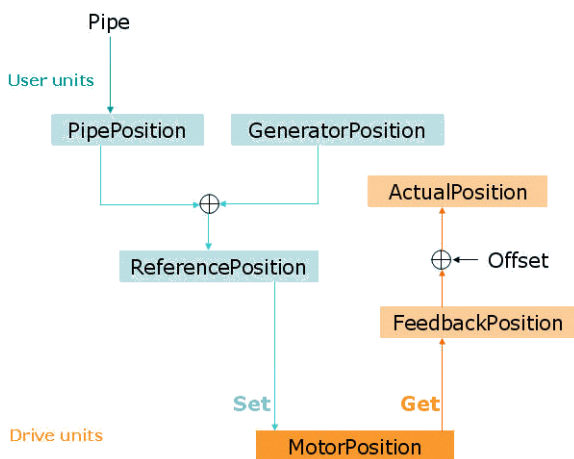 Pipe
User units
PipePosition
GeneratorPosition
ActualPosition
ReferencePosition
Offset
FeedbackPosition
Set
Get
Drive units
MotorPosition